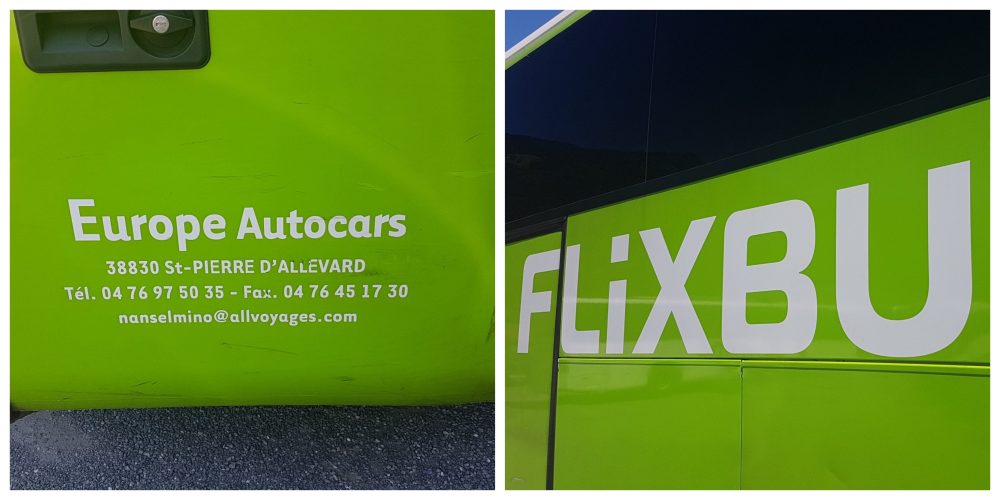 Europe Autocars
38830 St-PIERRE D'ALLEVARD
Tél. 04 76 97 50 35 - Fax. 04 76 45 17 30
nanselmino@allvoyages.com
FLiXBU